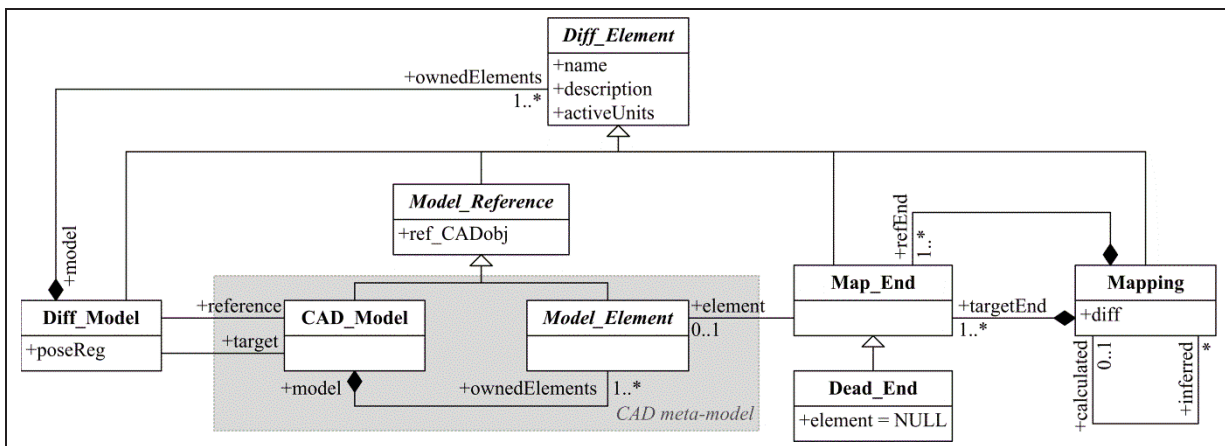 Diff_Element
+name
+description
+activeUnits
+ownedElements
1..*
+model
Model_Reference
+ref_CADobj
+refEnd
1..*
Diff_Model
+poseReg
+reference
+target
CAD_Model
+model
Model_Element
+ownedElements
1..*
CAD meta-model
+element
0..1
Map_End
+targetEnd
1..*
Mapping
+diff
Dead_End
+element = NULL
+calculated
0..1
+inferred
*